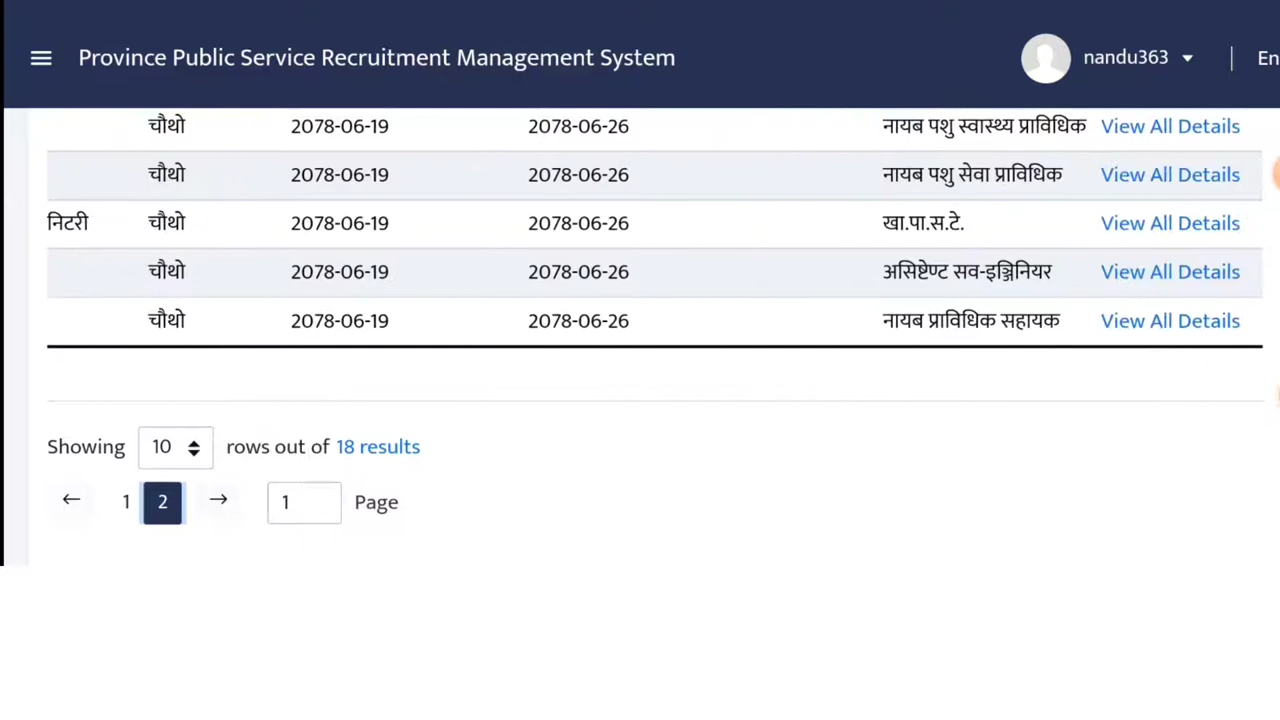 Province Public Service Recruitment Management System nandu363 En
चौथो 2078-06-19 2078-06-26 नायब पशु स्वास्थ्य प्राविधिक View All Details
चौथो 2078-06-19 2078-06-26 नायब पशु सेवा प्राविधिक View All Details
निटरी चौथो 2078-06-19 2078-06-26 खा.पा.स.टे. View All Details
चौथो 2078-06-19 2078-06-26 असिष्टेण्ट सव-इञ्जिनियर View All Details
चौथो 2078-06-19 2078-06-26 नायब प्राविधिक सहायक View All Details
Showing 10 rows out of 18 results
← 1 2 → 1 Page